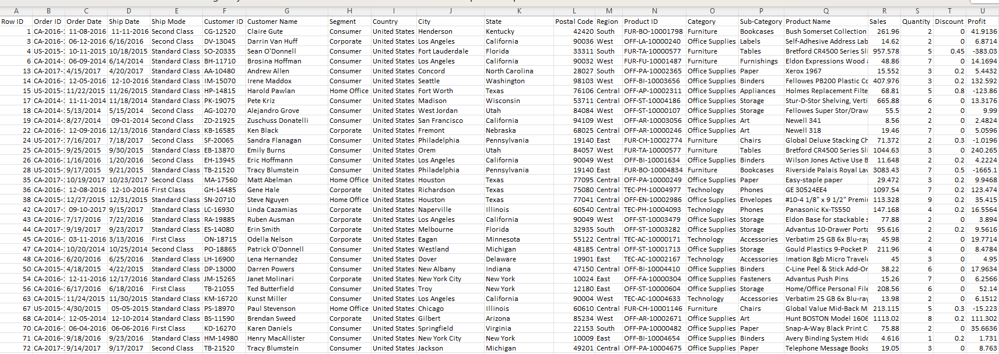 A B C D E F G H I J K L M N O P Q R S T U
Row ID Order ID Order Date Ship Date Ship Mode Customer ID Customer Name Segment Country City State Postal Code Region Product ID Category Sub-Category Product Name Sales Quantity Discount Profit
1 CA-2016- 11-08-2016 11-11-2016 Second Class CG-12520 Claire Gute Consumer United States Henderson Kentucky 42420 South FUR-BO-10001798 Furniture Bookcases Bush Somerset Collection 261.96 2 0 41.9136
3 CA-2016- 06-12-2016 6/16/2016 Second Class DV-13045 Darrin Van Huff Corporate United States Los Angeles California 90036 West OFF-LA-10000240 Office Supplies Labels Self-Adhesive Address Lab 14.62 2 0 6.8714
4 US-2015- 10-11-2015 10/18/2015 Standard Class SO-20335 Sean O'Donnell Consumer United States Fort Lauderdale Florida 33311 South FUR-TA-10000577 Furniture Tables Bretford CR4500 Series Sli 957.578 5 0.45 -383.03
6 CA-2014- 06-09-2014 6/14/2014 Standard Class BH-11710 Brosina Hoffman Consumer United States Los Angeles California 90032 West FUR-FU-10001487 Furniture Furnishings Eldon Expressions Wood 48.86 7 0 14.1694
13 CA-2017- 4/15/2017 4/20/2017 Standard Class AA-10480 Andrew Allen Consumer United States Concord North Carolina 28027 South OFF-PA-10002365 Office Supplies Paper Xerox 1967 15.552 3 0.2 5.4432
14 CA-2016- 12-05-2016 12-10-2016 Standard Class IM-15070 Irene Maddox Consumer United States Seattle Washington 98103 West OFF-BI-10003656 Office Supplies Binders Fellowes PB200 Plastic Co 407.976 3 0.2 132.592
15 US-2015- 11/22/2015 11/26/2015 Standard Class HP-14815 Harold Pawlan Home Office United States Fort Worth Texas 76106 Central OFF-AP-10002311 Office Supplies Appliances Holmes Replacement Filte 68.81 5 0.8 -123.86
17 CA-2014- 11-11-2014 11/18/2014 Standard Class PK-19075 Pete Kriz Consumer United States Madison Wisconsin 53711 Central OFF-ST-10004186 Office Supplies Storage Stur-D-Stor Shelving, Verti 665.88 6 0 13.3176
18 CA-2014- 5/13/2014 5/15/2014 Second Class AG-10270 Alejandro Grove Consumer United States West Jordan Utah 84084 West OFF-ST-10000107 Office Supplies Storage Fellowes Super Stor/Draw 55.5 2 0 9.99
19 CA-2014- 8/27/2014 09-01-2014 Second Class ZD-21925 Zuschuss Donatelli Consumer United States San Francisco California 94109 West OFF-AR-10003056 Office Supplies Art Newell 341 8.56 2 0 2.4824
22 CA-2016- 12-09-2016 12/13/2016 Standard Class KB-16585 Ken Black Corporate United States Fremont Nebraska 68025 Central OFF-AR-10000246 Office Supplies Art Newell 318 19.46 7 0 5.0596
24 US-2017- 7/16/2017 7/18/2017 Second Class SF-20065 Sandra Flanagan Consumer United States Philadelphia Pennsylvania 19140 East FUR-CH-10002774 Furniture Chairs Global Deluxe Stacking Ch 71.372 2 0.3 -1.0196
25 CA-2015- 9/25/2015 9/30/2015 Standard Class EB-13870 Emily Burns Consumer United States Orem Utah 84057 West FUR-TA-10000577 Furniture Tables Bretford CR4500 Series Sli 1044.63 3 0 240.265
26 CA-2016- 1/16/2016 1/20/2016 Second Class EH-13945 Eric Hoffmann Consumer United States Los Angeles California 90049 West OFF-BI-10001634 Office Supplies Binders Wilson Jones Active Use B 11.648 2 0.2 4.2224
28 US-2015- 9/17/2015 9/21/2015 Standard Class TB-21520 Tracy Blumstein Consumer United States Philadelphia Pennsylvania 19140 East FUR-BO-10004834 Furniture Bookcases Riverside Palais Royal Lav 3083.43 7 0.5 -1665.1
35 CA-2017- 10/19/2017 10/23/2017 Second Class MA-17560 Matt Abelman Home Office United States Houston Texas 77095 Central OFF-PA-10000249 Office Supplies Paper Easy-staple paper 29.472 3 0.2 9.9468
36 CA-2016- 12-08-2016 12-10-2016 First Class GH-14485 Gene Hale Corporate United States Richardson Texas 75080 Central TEC-PH-10004977 Technology Phones GE 30524EE4 1097.54 7 0.2 123.474
38 CA-2015- 12/27/2015 12/31/2015 Standard Class SN-20710 Steve Nguyen Home Office United States Houston Texas 77041 Central OFF-EN-10002986 Office Supplies Envelopes #10-4 1/8" x 9 1/2" Premi 113.328 9 0.2 35.415
42 CA-2017- 09-10-2017 9/15/2017 Standard Class LC-16930 Linda Cazamias Corporate United States Naperville Illinois 60540 Central TEC-PH-10004093 Technology Phones Panasonic Kx-TS550 147.168 4 0.2 16.5564
43 CA-2016- 7/17/2016 7/22/2016 Standard Class RA-19885 Ruben Ausman Corporate United States Los Angeles California 90049 West OFF-ST-10003479 Office Supplies Storage Eldon Base for stackable s 77.88 2 0 3.894
44 CA-2017- 9/19/2017 9/23/2017 Standard Class ES-14080 Erin Smith Corporate United States Melbourne Florida 32935 South OFF-ST-10003282 Office Supplies Storage Advantus 10-Drawer Porta 95.616 2 0.2 9.5616
45 CA-2016- 03-11-2016 3/13/2016 First Class ON-18715 Odella Nelson Corporate United States Eagan Minnesota 55122 Central TEC-AC-10000171 Technology Accessories Verbatim 25 GB 6x Blu-ray 45.98 2 0 19.7714
47 CA-2014- 10/20/2014 10/25/2014 Second Class PO-18865 Patrick O'Donnell Consumer United States Westland Michigan 48185 Central OFF-ST-10001713 Office Supplies Storage Gould Plastics 9-Pocket P 211.96 4 0 8.4784
48 CA-2016- 6/20/2016 6/25/2016 Standard Class LH-16900 Lena Hernandez Consumer United States Dover Delaware 19901 East TEC-AC-10002167 Technology Accessories Imation 8gb Micro Travel 45 3 0 4.95
50 CA-2015- 4/18/2015 4/22/2015 Standard Class DP-13000 Darren Powers Consumer United States New Albany Indiana 47150 Central OFF-BI-10004410 Office Supplies Binders C-Line Peel & Stick Add-On 38.22 6 0 17.9634
54 CA-2016- 12-11-2016 12/17/2016 Standard Class JM-15265 Janet Molinari Corporate United States New York City New York 10024 East OFF-FA-10000304 Office Supplies Fasteners Advantus Push Pins 15.26 7 0 6.2566
56 CA-2016- 6/17/2016 6/18/2016 First Class TB-21055 Ted Butterfield Consumer United States Troy New York 12180 East OFF-ST-10000604 Office Supplies Storage Home/Office Personal File 208.56 6 0 52.14
63 CA-2015- 11/24/2015 11/30/2015 Standard Class KM-16720 Kunst Miller Consumer United States Los Angeles California 90004 West TEC-AC-10004633 Technology Accessories Verbatim 25 GB 6x Blu-ray 13.98 2 0 6.1512
67 US-2015- 4/30/2015 05-05-2015 Standard Class PS-18970 Paul Stevenson Home Office United States Chicago Illinois 60610 Central FUR-CH-10001146 Furniture Chairs Global Value Mid-Back M 213.115 5 0.3 -15.223
68 CA-2014- 12-05-2014 12-10-2014 Standard Class BS-11590 Brendan Sweed Corporate United States Gilbert Arizona 85234 West OFF-AR-10002671 Office Supplies Art Hunt BOSTON Model 1606 1113.02 8 0.2 111.302
70 CA-2016- 06-04-2016 06-06-2016 First Class KD-16270 Karen Daniels Consumer United States Springfield Virginia 22153 South OFF-PA-10000482 Office Supplies Paper Snap-A-Way Black Print C 75.88 2 0 35.6636
71 CA-2016- 9/18/2016 9/23/2016 Standard Class HM-14980 Henry MacAllister Consumer United States New York City New York 10009 East OFF-BI-10004654 Office Supplies Binders Avery Binding System Hidd 4.616 1 0.2 1.731
72 CA-2017- 9/14/2017 9/17/2017 Second Class TB-21520 Tracy Blumstein Consumer United States Jackson Michigan 49201 Central OFF-PA-10004675 Office Supplies Paper Telephone Message Books 19.05 3 0 8.763